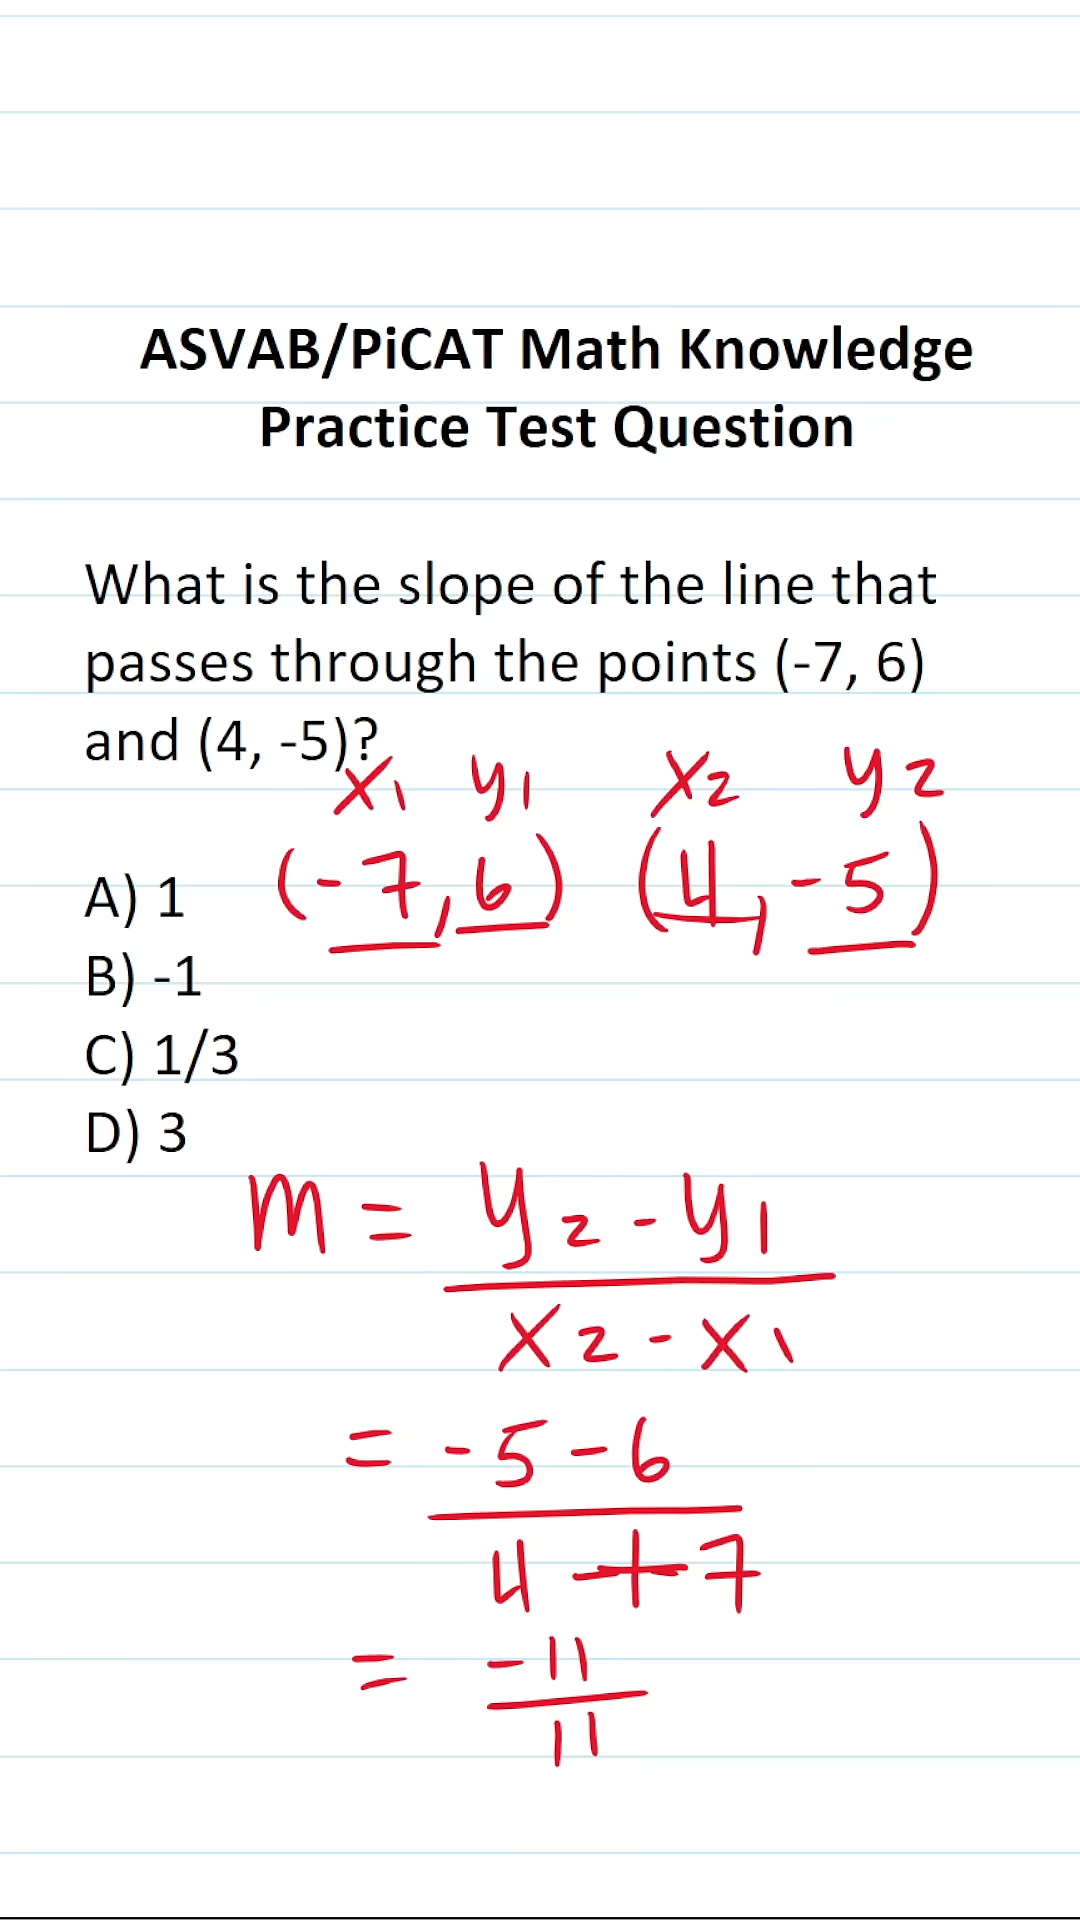 ASVAB/PiCAT Math Knowledge
Practice Test Question
What is the slope of the line that
passes through the points (-7, 6)
and (4, -5)?
x1 y1 x2 y2
A) 1 (-7, 6) (4, -5)
B) -1
C) 1/3
D) 3
m = y2 - y1
x2 - x1
= -5 - 6
4 + 7
= -11
11